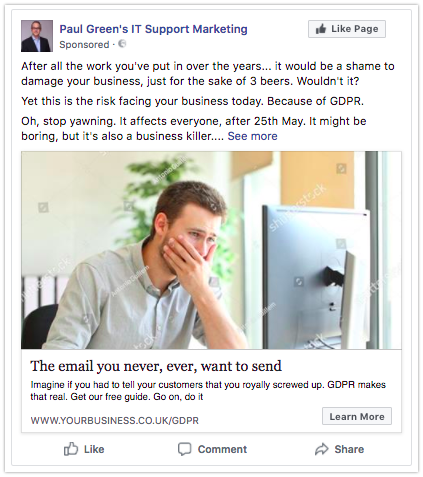 Paul Green's IT Support Marketing
Like Page
Sponsored ·
After all the work you've put in over the years... it would be a shame to
damage your business, just for the sake of 3 beers. Wouldn't it?
Yet this is the risk facing your business today. Because of GDPR.
Oh, stop yawning. It affects everyone, after 25th May. It might be
boring, but it's also a business killer.... See more
shutterstock
shutterstock
The email you never, ever, want to send
Imagine if you had to tell your customers that you royally screwed up. GDPR makes
that real. Get our free guide. Go on, do it
WWW.YOURBUSINESS.CO.UK/GDPR
Learn More
Like
Comment
Share